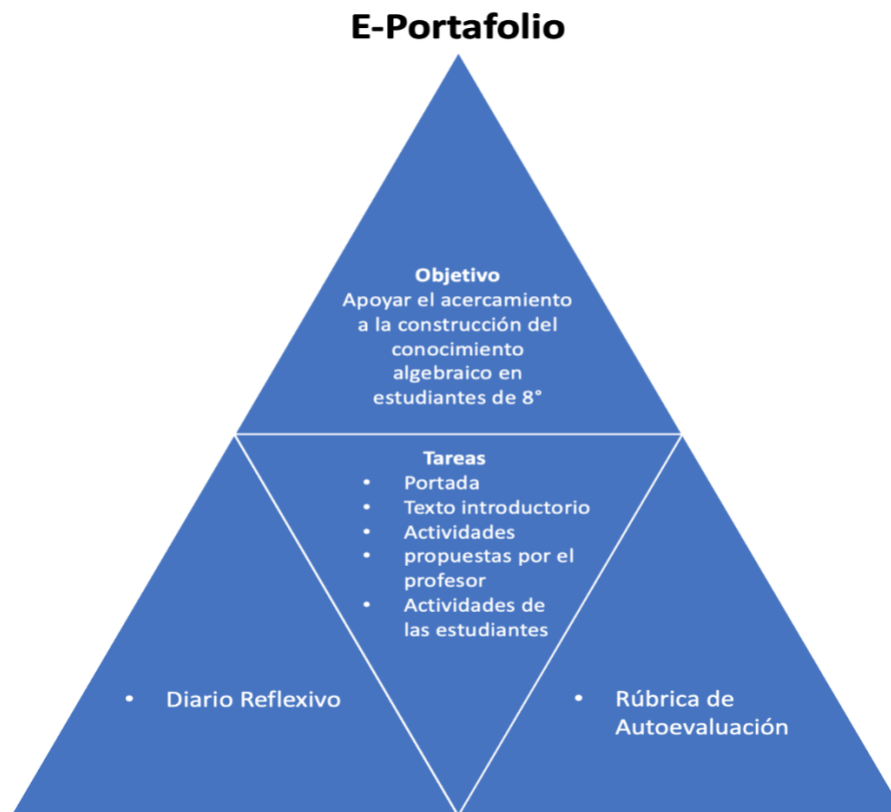 E-Portafolio
Objetivo
Apoyar el acercamiento
a la construcción del
conocimiento
algebraico en
estudiantes de 8°
Tareas
• Portada
• Texto introductorio
• Actividades
• propuestas por el
profesor
• Actividades de
las estudiantes
• Diario Reflexivo
• Rúbrica de
Autoevaluación